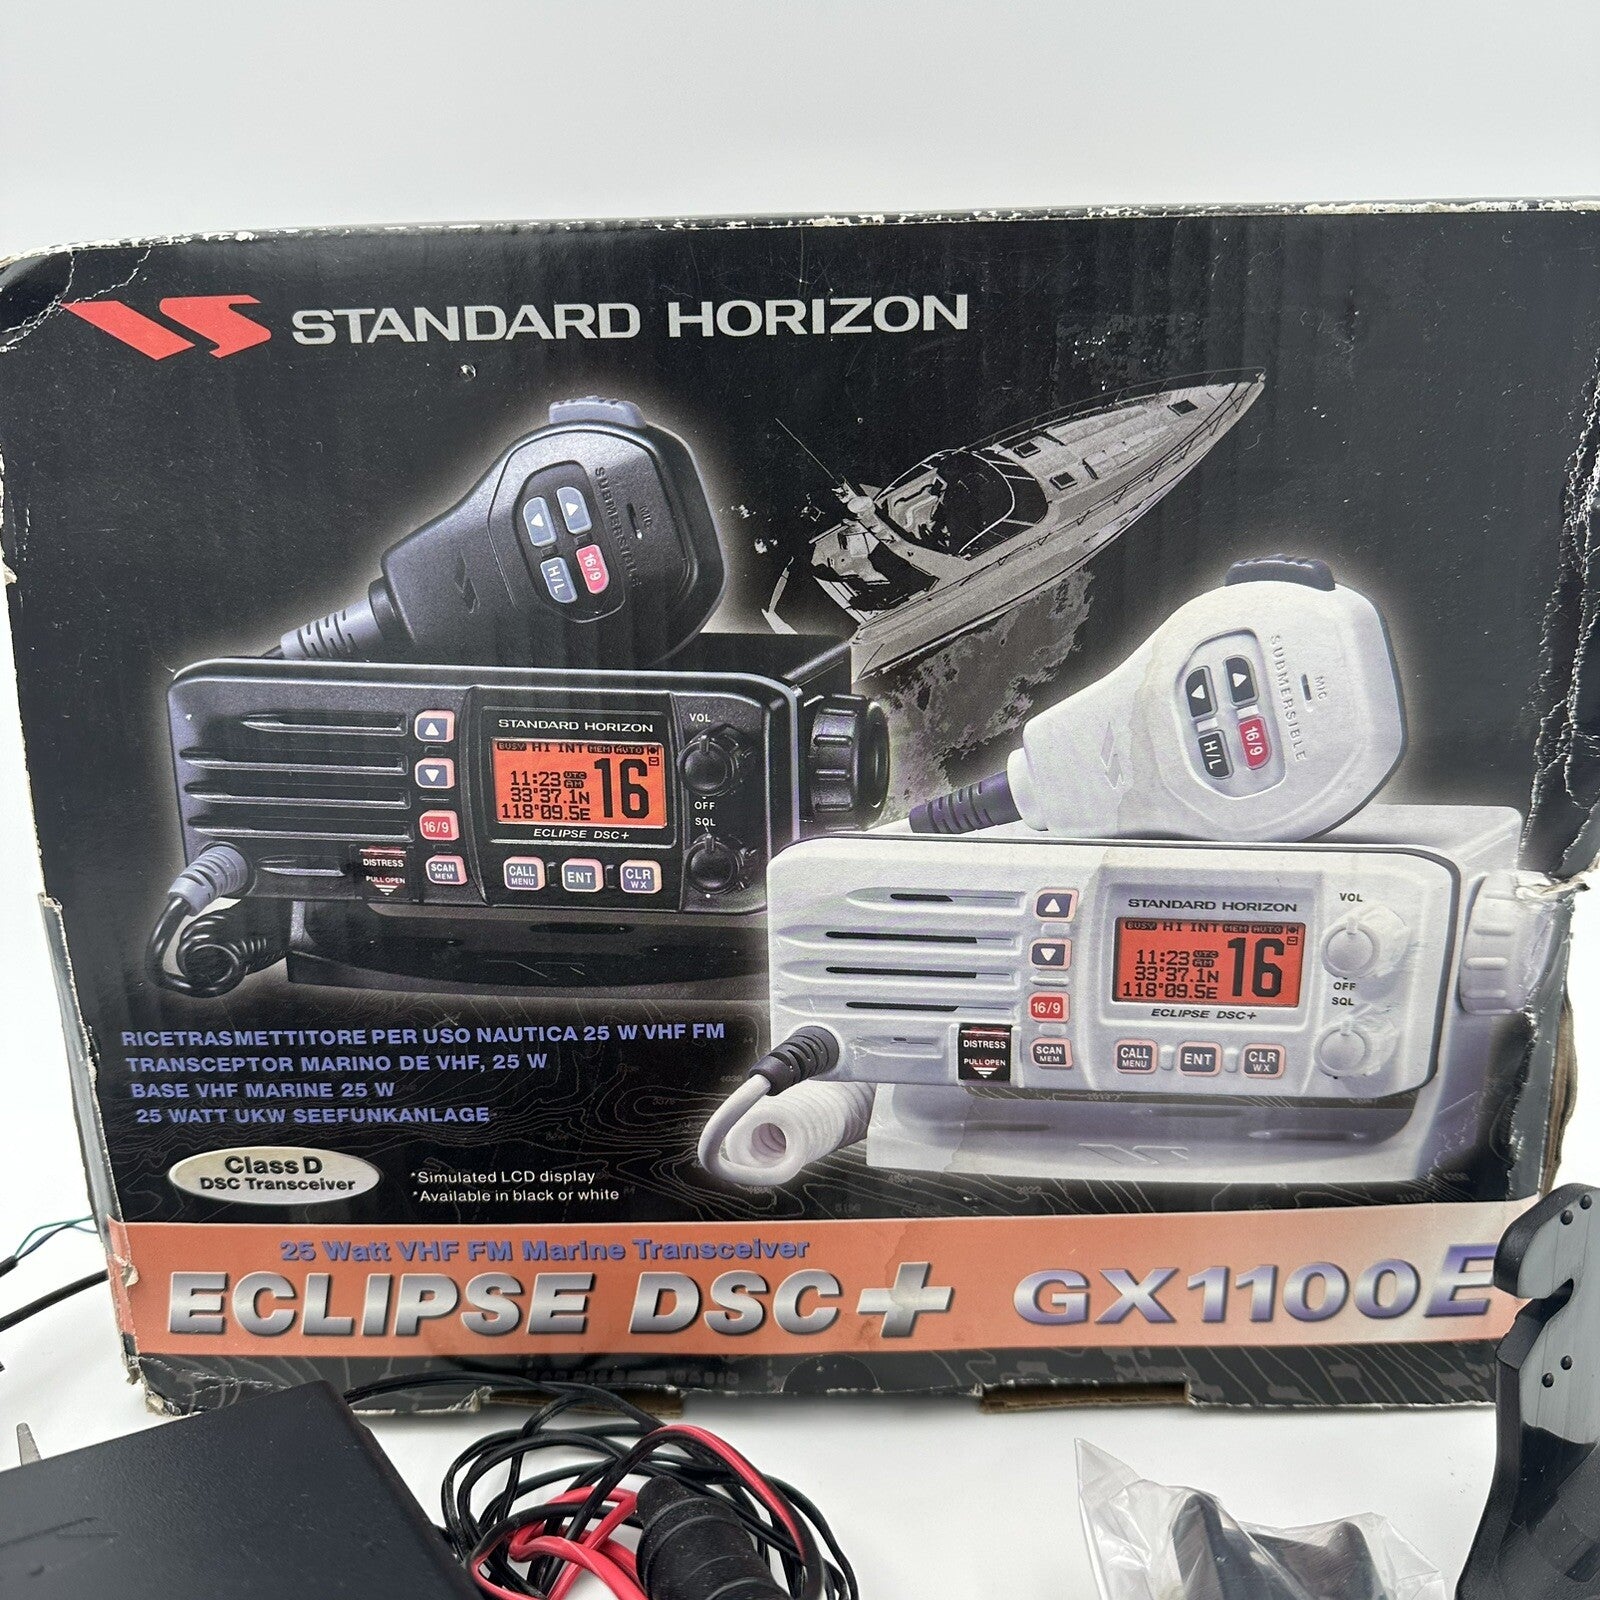 STANDARD HORIZON
SUBMERSIBLE
MIC
16/9
H/L
STANDARD HORIZON
BUSY HI INT MEM AUTO
11:23 UTC AM
33°37.1N
118°09.5E
16
ECLIPSE DSC+
VOL
OFF
SQL
16/9
DISTRESS
PULL OPEN
SCAN
MEM
CALL
MENU
ENT
CLR
WX
SUBMERSIBLE
MIC
16/9
H/L
STANDARD HORIZON
BUSY HI INT MEM AUTO
11:23 UTC AM
33°37.1N
118°09.5E
16
ECLIPSE DSC+
VOL
OFF
SQL
16/9
DISTRESS
PULL OPEN
SCAN
MEM
CALL
MENU
ENT
CLR
WX
RICETRASMETTITORE PER USO NAUTICA 25 W VHF FM
TRANSCEPTOR MARINO DE VHF, 25 W
BASE VHF MARINE 25 W
25 WATT UKW SEEFUNKANLAGE
Class D
DSC Transceiver
*Simulated LCD display
*Available in black or white
25 Watt VHF FM Marine Transceiver
ECLIPSE DSC+ GX1100E